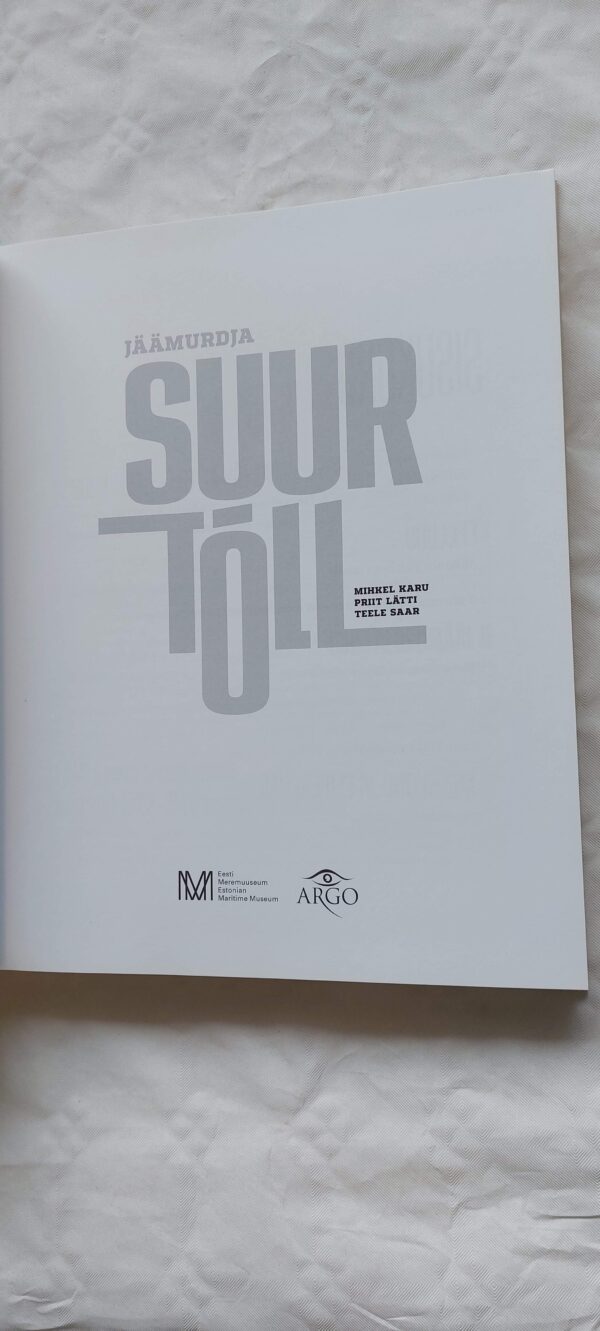 JÄÄMURDJA
SUUR
TÕLL
MIHKEL KARU
PRIIT LÄTTI
TEELE SAAR
Eesti
Meremuuseum
Estonian
Maritime Museum
ARGO